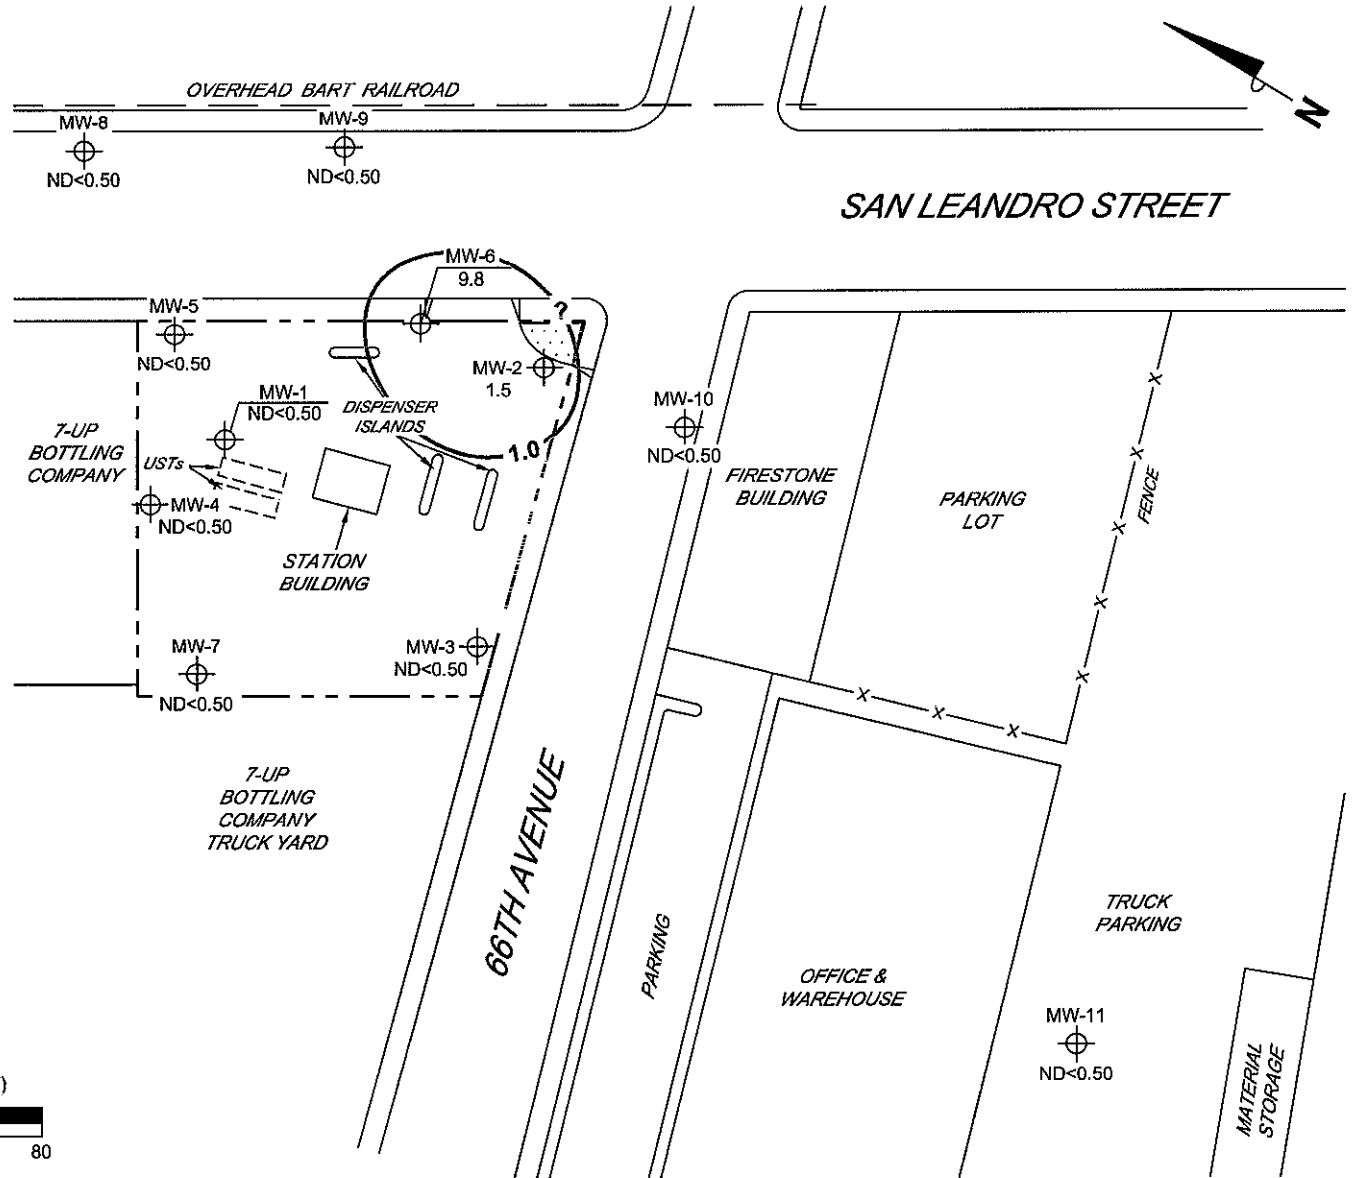 OVERHEAD BART RAILROAD
N
MW-8
ND<0.50
MW-9
ND<0.50
SAN LEANDRO STREET
MW-6
9.8
?
MW-5
ND<0.50
MW-2
1.5
MW-1
ND<0.50
DISPENSER
ISLANDS
1.0
MW-10
ND<0.50
7-UP
BOTTLING
COMPANY
USTs
MW-4
ND<0.50
STATION
BUILDING
FIRESTONE
BUILDING
PARKING
LOT
X
X
X
X
X
FENCE
MW-7
ND<0.50
MW-3
ND<0.50
X
X
X
7-UP
BOTTLING
COMPANY
TRUCK YARD
66TH AVENUE
PARKING
OFFICE &
WAREHOUSE
TRUCK
PARKING
MW-11
ND<0.50
MATERIAL
STORAGE
)
80